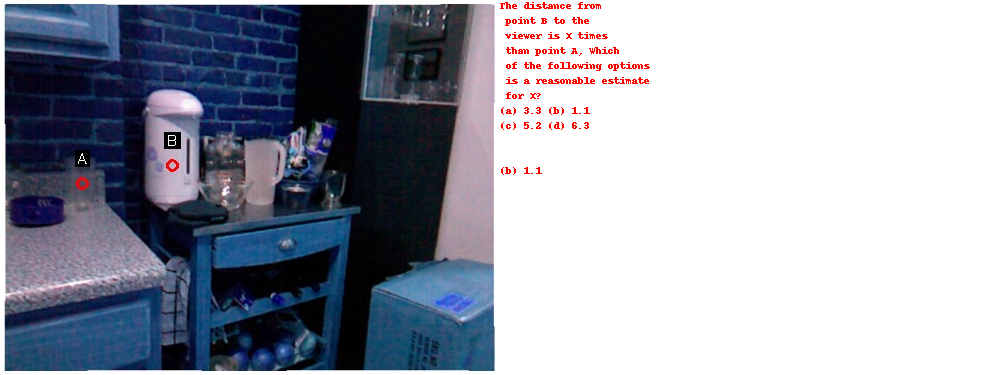 The distance from
point B to the
viewer is X times
than point A, Which
of the following options
is a reasonable estimate
for X?
(a) 3.3 (b) 1.1
(c) 5.2 (d) 6.3
(b) 1.1
B
A